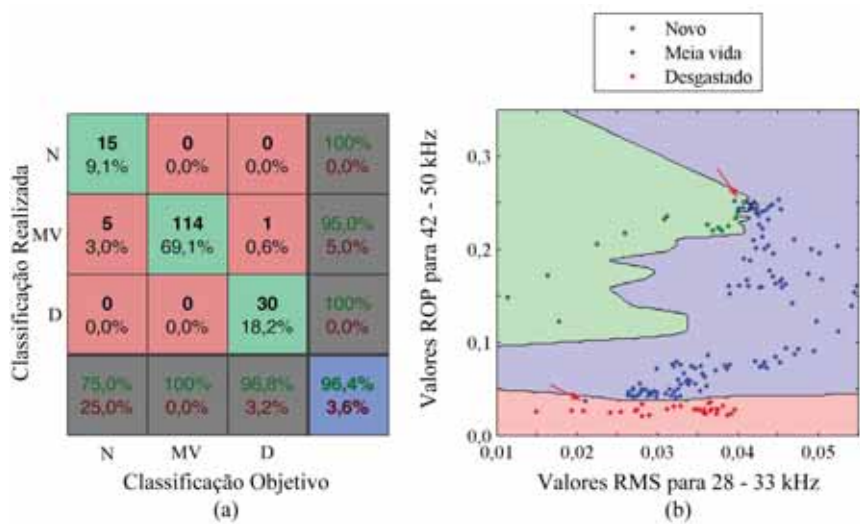 Novo
Meia vida
Desgastado
Classificação Realizada
N
15
9,1%
0
0,0%
0
0,0%
100%
0,0%
MV
5
3,0%
114
69,1%
1
0,6%
95,0%
5,0%
D
0
0,0%
0
0,0%
30
18,2%
100%
0,0%
75,0%
25,0%
100%
0,0%
96,8%
3,2%
96,4%
3,6%
N MV D
Classificação Objetivo
(a)
Valores ROP para 42 - 50 kHz
0,3
0,2
0,1
0,0
0,01 0,02 0,03 0,04 0,05
Valores RMS para 28 - 33 kHz
(b)